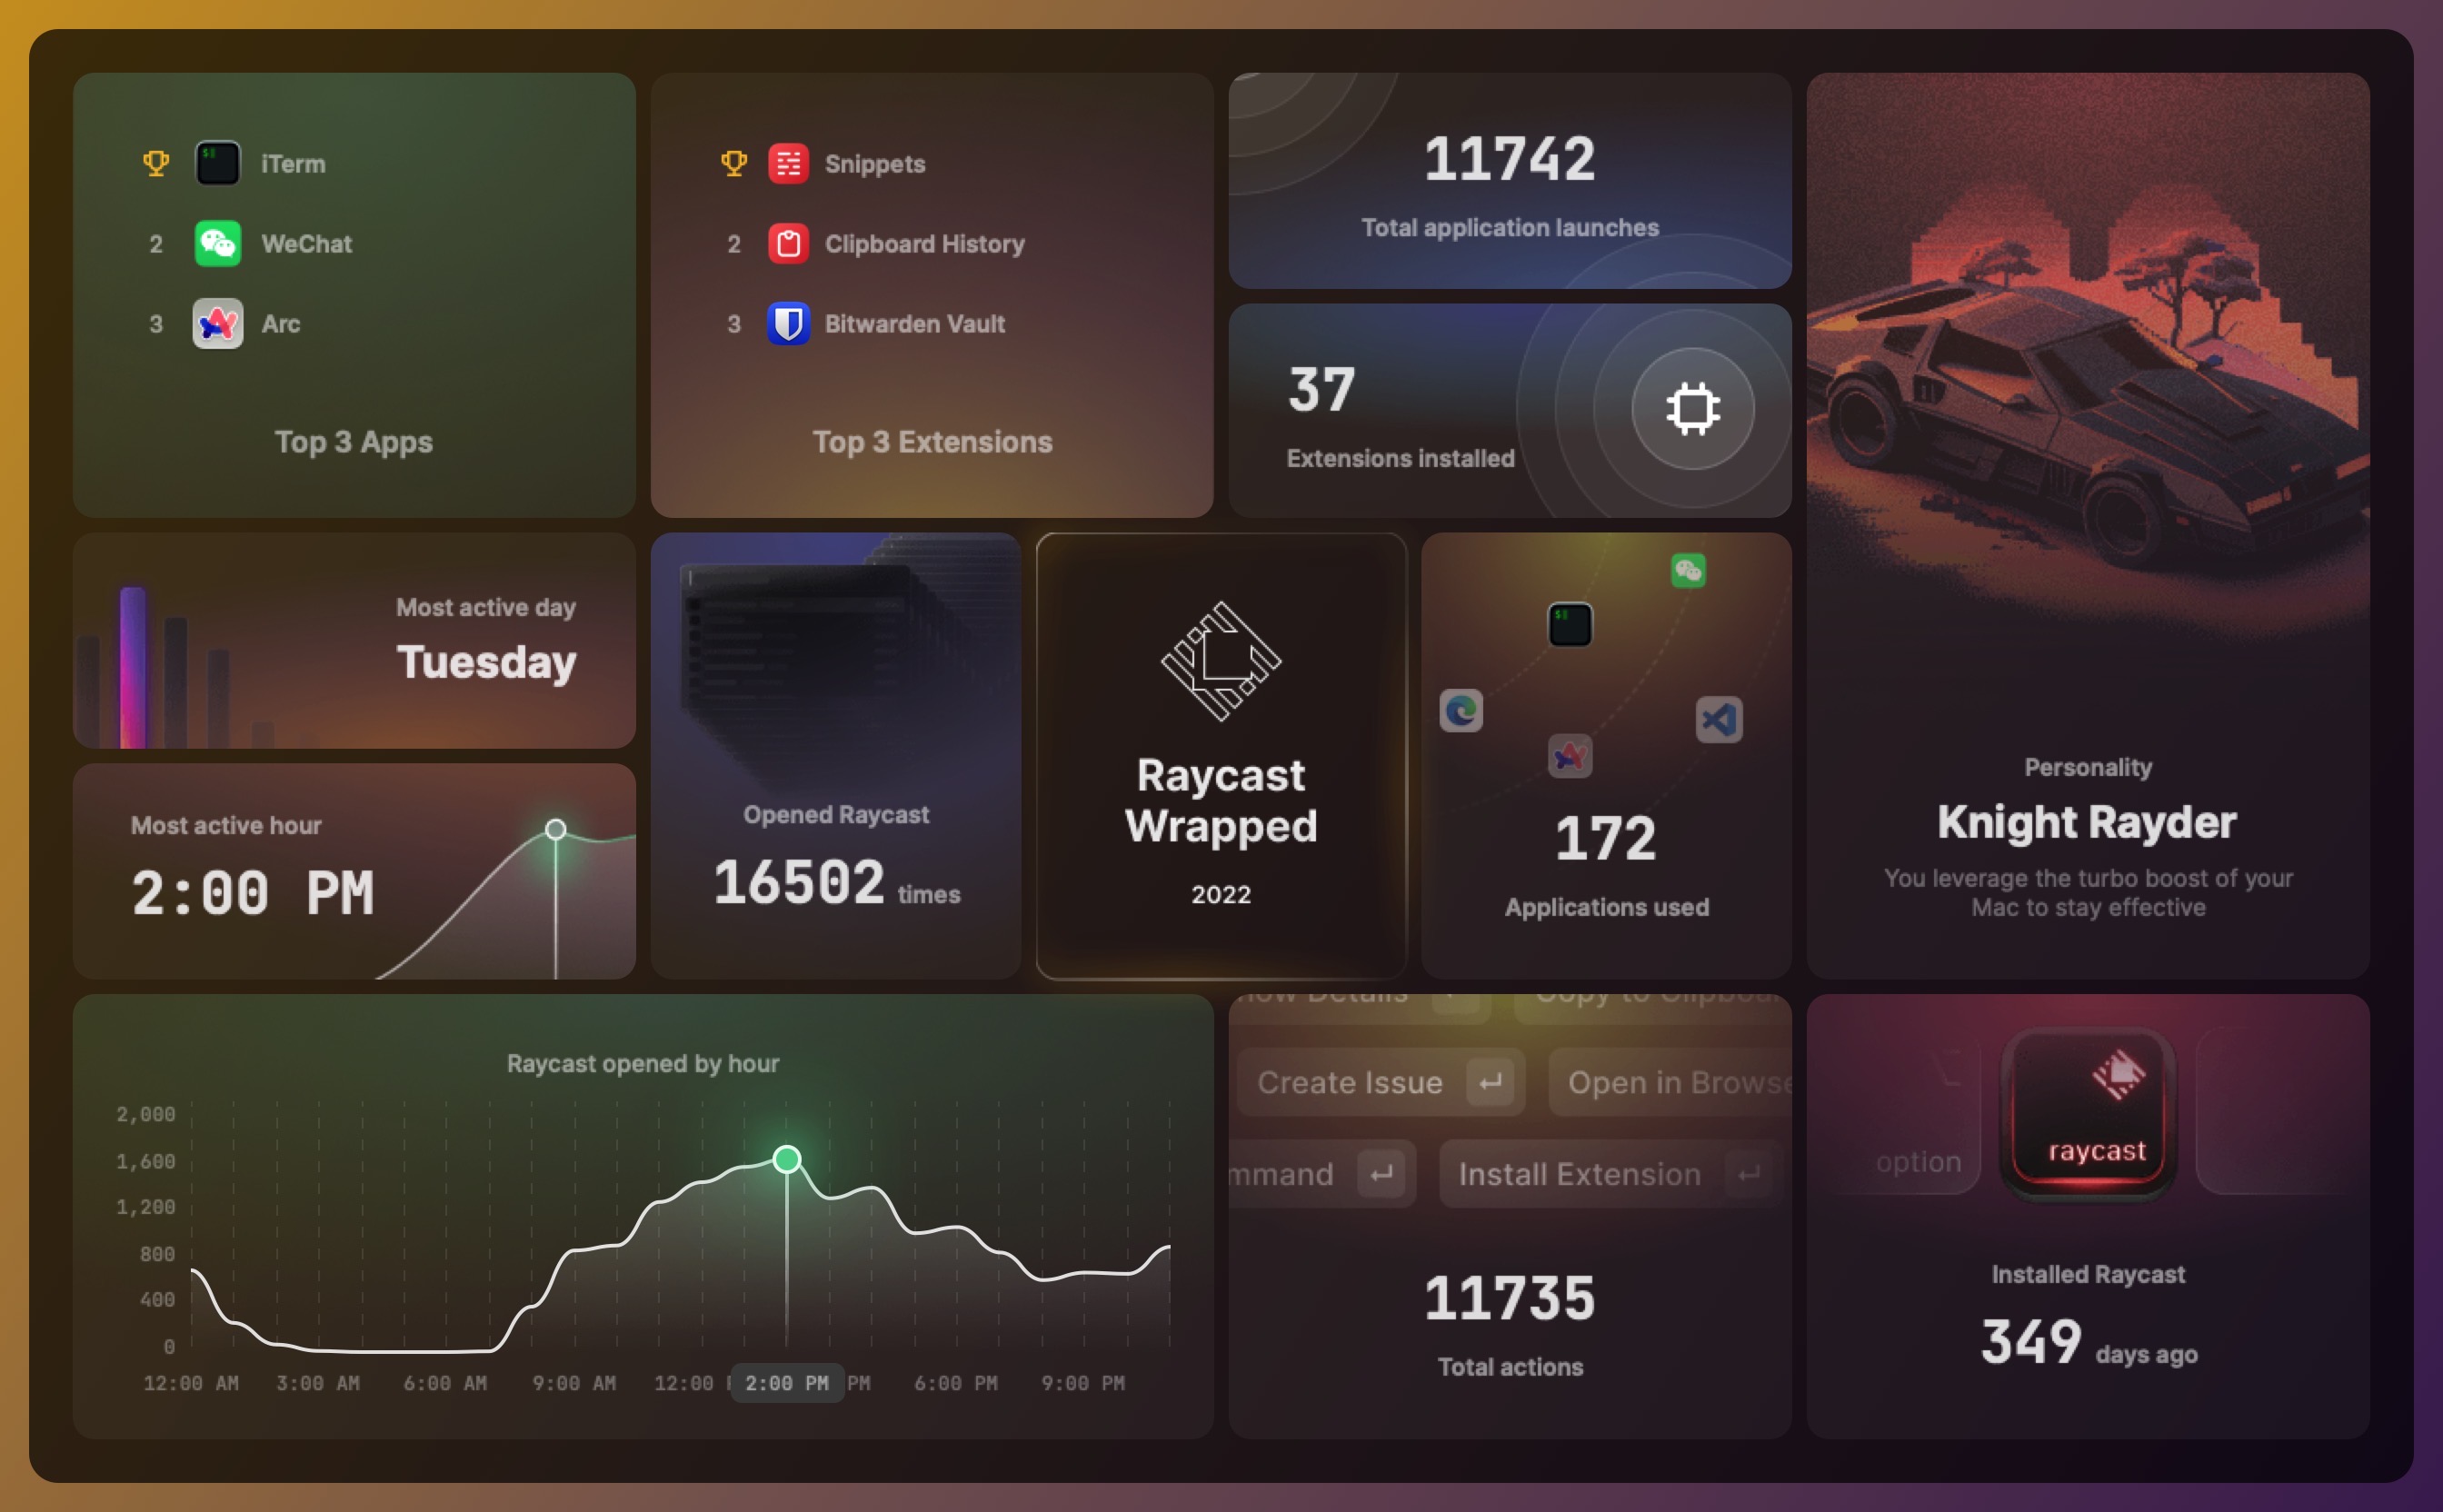 iTerm
2 WeChat
3 Arc
Top 3 Apps
Snippets
2 Clipboard History
3 Bitwarden Vault
Top 3 Extensions
11742
Total application launches
37
Extensions installed
Most active day
Tuesday
Most active hour
2:00 PM
Opened Raycast
16502 times
Raycast
Wrapped
2022
172
Applications used
Personality
Knight Rayder
You leverage the turbo boost of your
Mac to stay effective
Raycast opened by hour
2,000
1,600
1,200
800
400
0
12:00 AM 3:00 AM 6:00 AM 9:00 AM 12:00 2:00 PM PM 6:00 PM 9:00 PM
Details Copy to
Create Issue Open in Browse
mmand Install Extension
11735
Total actions
option
raycast
Installed Raycast
349 days ago